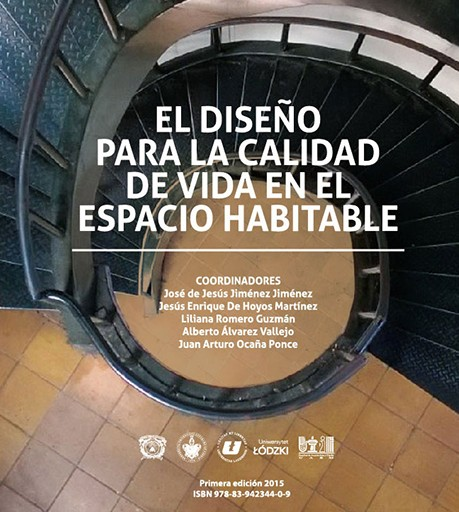 EL DISEÑO
PARA LA CALIDAD
DE VIDA EN EL
ESPACIO HABITABLE
COORDINADORES
José de Jesús Jiménez Jiménez
Jesús Enrique De Hoyos Martínez
Liliana Romero Guzmán
Alberto Álvarez Vallejo
Juan Arturo Ocaña Ponce
Uniwersytet
ŁÓDZKI
Primera edición 2015
ISBN 978-83-942344-0-9